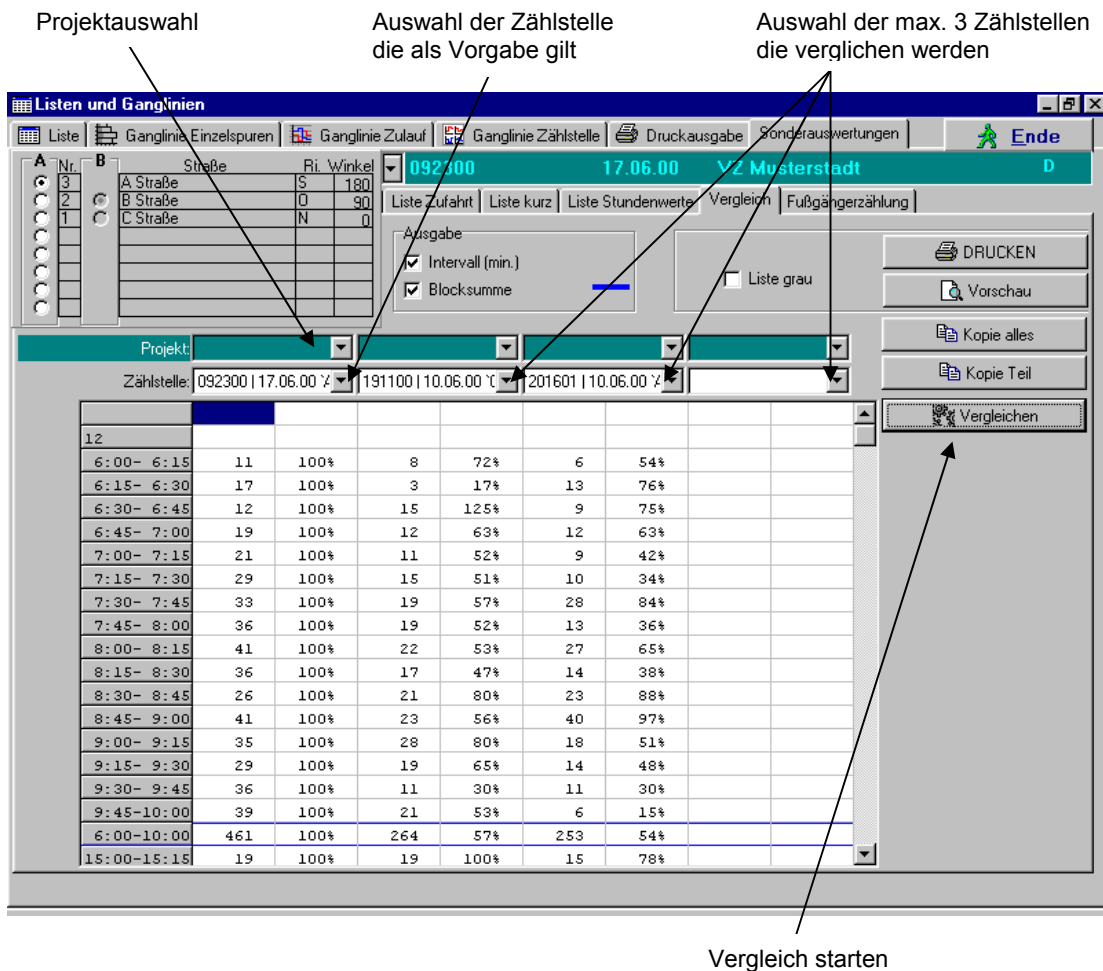 Projektauswahl
Auswahl der Zählstelle
die als Vorgabe gilt
Auswahl der max. 3 Zählstellen
die verglichen werden
Listen und Ganglinien
Liste Ganglinie Einzelspuren Ganglinie Zulauf Ganglinie Zählstelle Druckausgabe Sonderauswertungen Ende
A Nr. B Straße Ri. Winkel
3 A Straße S 180
2 B Straße O 90
1 C Straße N 0
092300 17.06.00 VZ Musterstadt D
Liste Zufahrt Liste kurz Liste Stundenwerte Vergleich Fußgängerzählung
Ausgabe
Intervall (min.)
Blocksumme
Liste grau
DRUCKEN
Vorschau
Kopie alles
Kopie Teil
Vergleichen
Projekt:
Zählstelle: 092300 | 17.06.00 191100 | 10.06.00 201601 | 10.06.00
12
6:00- 6:15 11 100% 8 72% 6 54%
6:15- 6:30 17 100% 3 17% 13 76%
6:30- 6:45 12 100% 15 125% 9 75%
6:45- 7:00 19 100% 12 63% 12 63%
7:00- 7:15 21 100% 11 52% 9 42%
7:15- 7:30 29 100% 15 51% 10 34%
7:30- 7:45 33 100% 19 57% 28 84%
7:45- 8:00 36 100% 19 52% 13 36%
8:00- 8:15 41 100% 22 53% 27 65%
8:15- 8:30 36 100% 17 47% 14 38%
8:30- 8:45 26 100% 21 80% 23 88%
8:45- 9:00 41 100% 23 56% 40 97%
9:00- 9:15 35 100% 28 80% 18 51%
9:15- 9:30 29 100% 19 65% 14 48%
9:30- 9:45 36 100% 11 30% 11 30%
9:45-10:00 39 100% 21 53% 6 15%
6:00-10:00 461 100% 264 57% 253 54%
15:00-15:15 19 100% 19 100% 15 78%
Vergleich starten